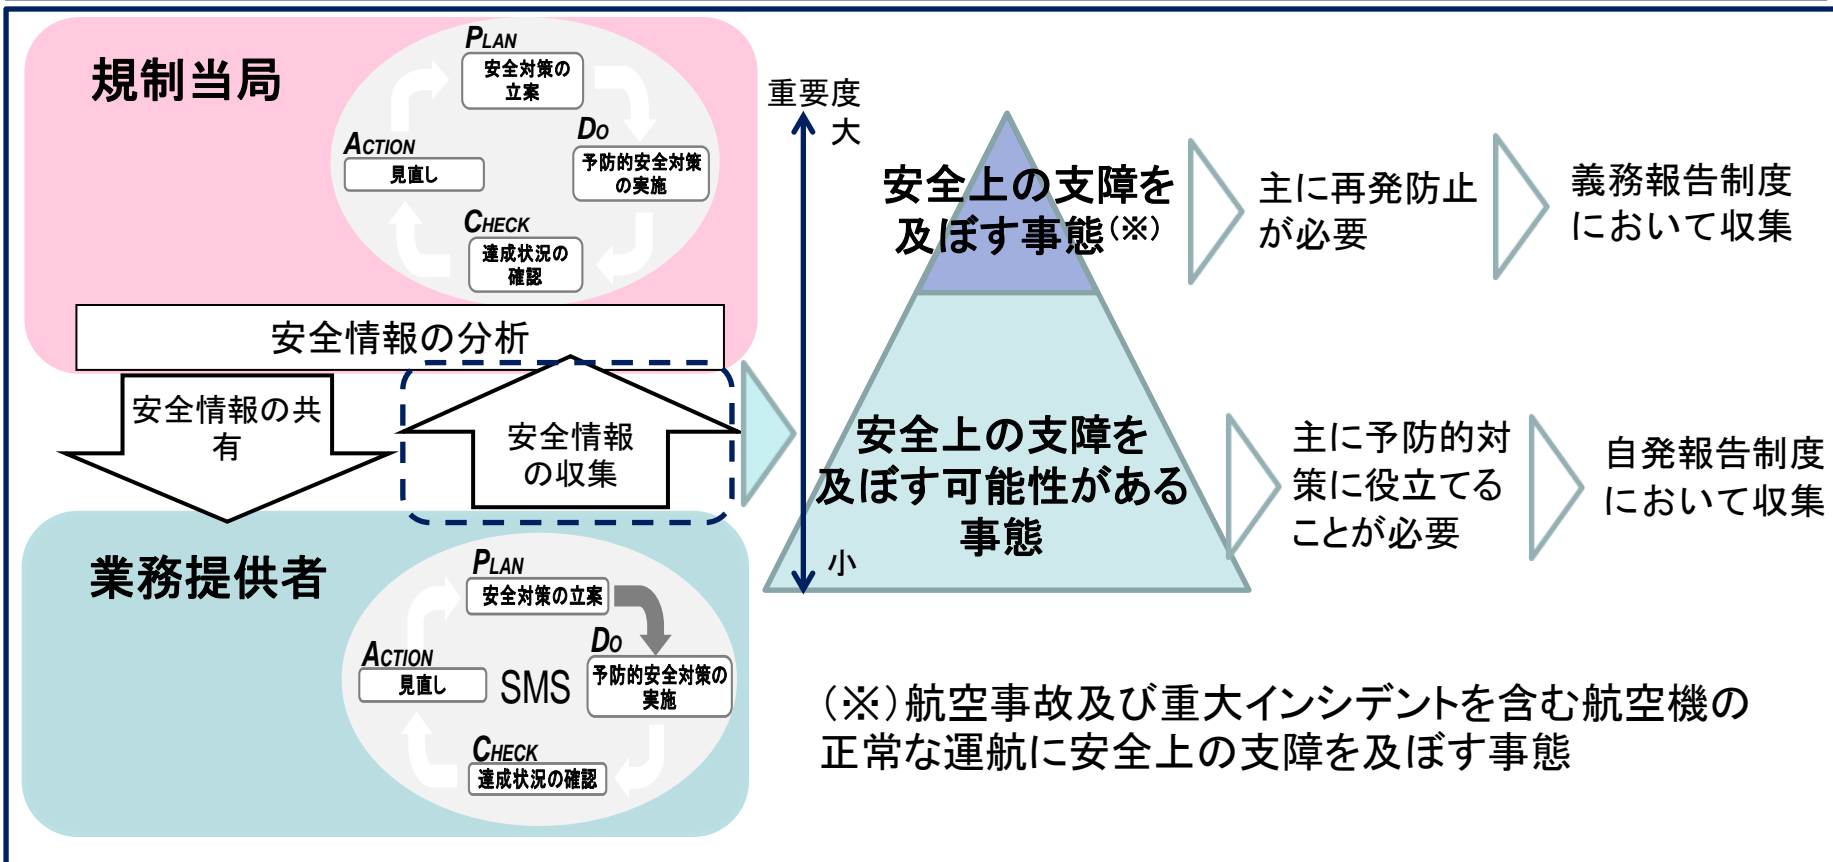 規制当局
PLAN
安全対策の
立案
DO
予防的安全対策
の実施
CHECK
達成状況の
確認
ACTION
見直し
安全情報の分析
安全情報の共
有
安全情報
の収集
業務提供者
PLAN
安全対策の立案
DO
予防的安全対策の
実施
CHECK
達成状況の確認
ACTION
見直し
SMS
重要度
大
小
安全上の支障を
及ぼす事態(※)
主に再発防止
が必要
義務報告制度
において収集
安全上の支障を
及ぼす可能性がある
事態
主に予防的対
策に役立てる
ことが必要
自発報告制度
において収集
(※)航空事故及び重大インシデントを含む航空機の
正常な運航に安全上の支障を及ぼす事態